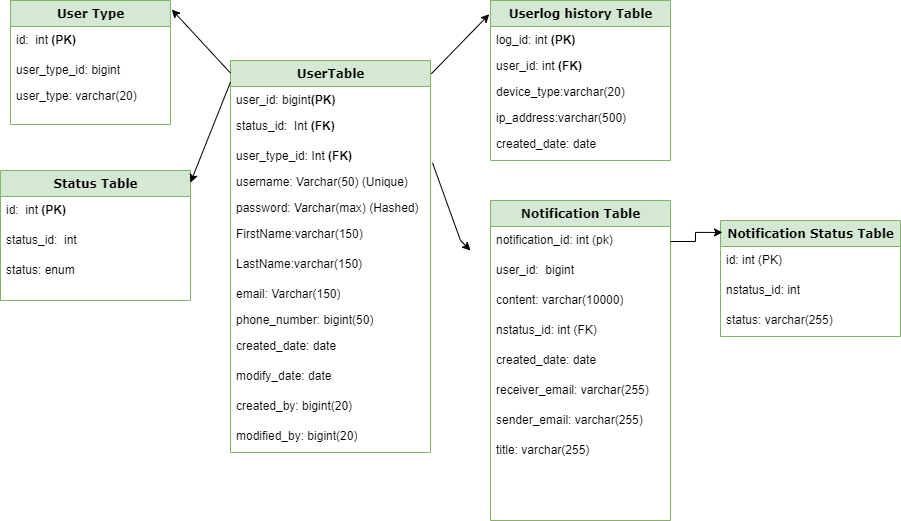 User Type
id:  int (PK)
user_type_id: bigint
user_type: varchar(20)
Status Table
id:  int (PK)
status_id:  int
status: enum
UserTable
user_id: bigint(PK)
status_id:  Int (FK)
user_type_id: Int (FK)
username: Varchar(50) (Unique)
password: Varchar(max) (Hashed)
FirstName:varchar(150)
LastName:varchar(150)
email: Varchar(150)
phone_number: bigint(50)
created_date: date
modify_date: date
created_by: bigint(20)
modified_by: bigint(20)
Userlog history Table
log_id: int (PK)
user_id: int (FK)
device_type:varchar(20)
ip_address:varchar(500)
created_date: date
Notification Table
notification_id: int (pk)
user_id:  bigint
content: varchar(10000)
nstatus_id: int (FK)
created_date: date
receiver_email: varchar(255)
sender_email: varchar(255)
title: varchar(255)
Notification Status Table
id: int (PK)
nstatus_id: int
status: varchar(255)